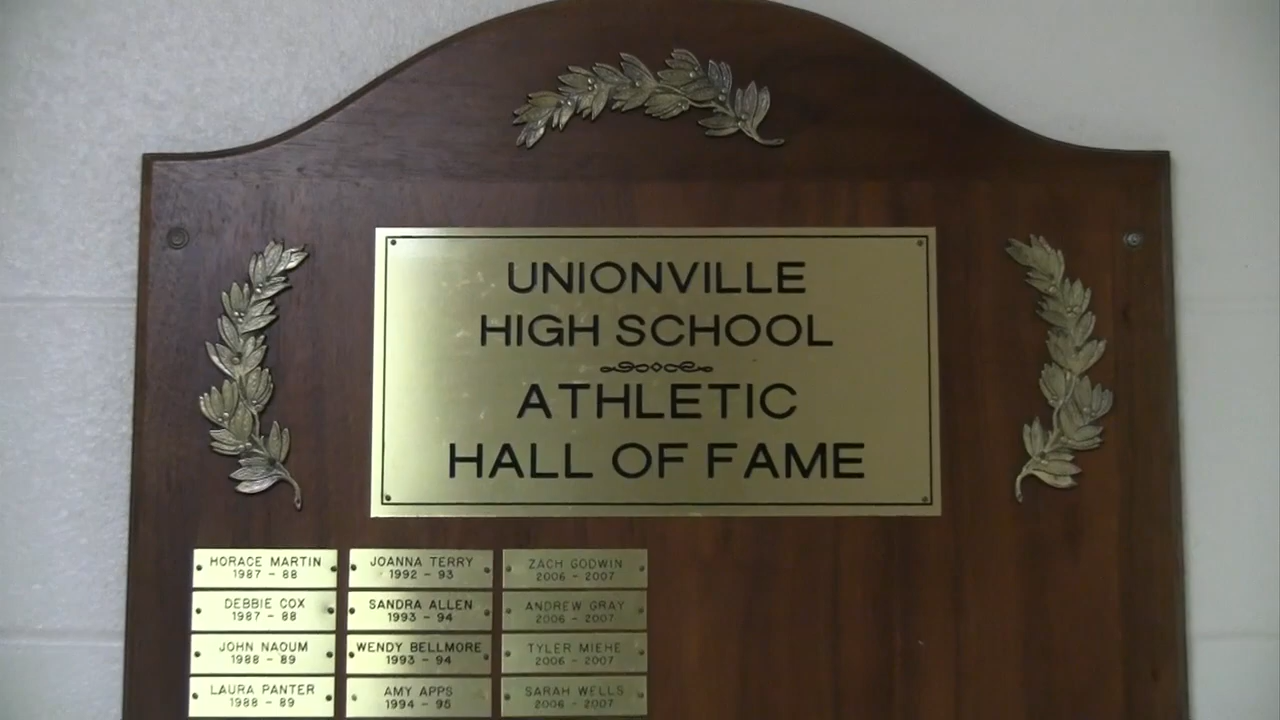 UNIONVILLE
HIGH SCHOOL
ATHLETIC
HALL OF FAME
HORACE MARTIN
1987 - 88
DEBBIE COX
1987 - 88
JOHN NAOUM
1988 - 89
LAURA PANTER
1988 - 89
JOANNA TERRY
1992 - 93
SANDRA ALLEN
1993 - 94
WENDY BELLMORE
1993 - 94
AMY APPS
1994 - 95
ZACH GODWIN
2006 - 2007
ANDREW GRAY
2006 - 2007
TYLER MIEHE
2006 - 2007
SARAH WELLS
2006 - 2007